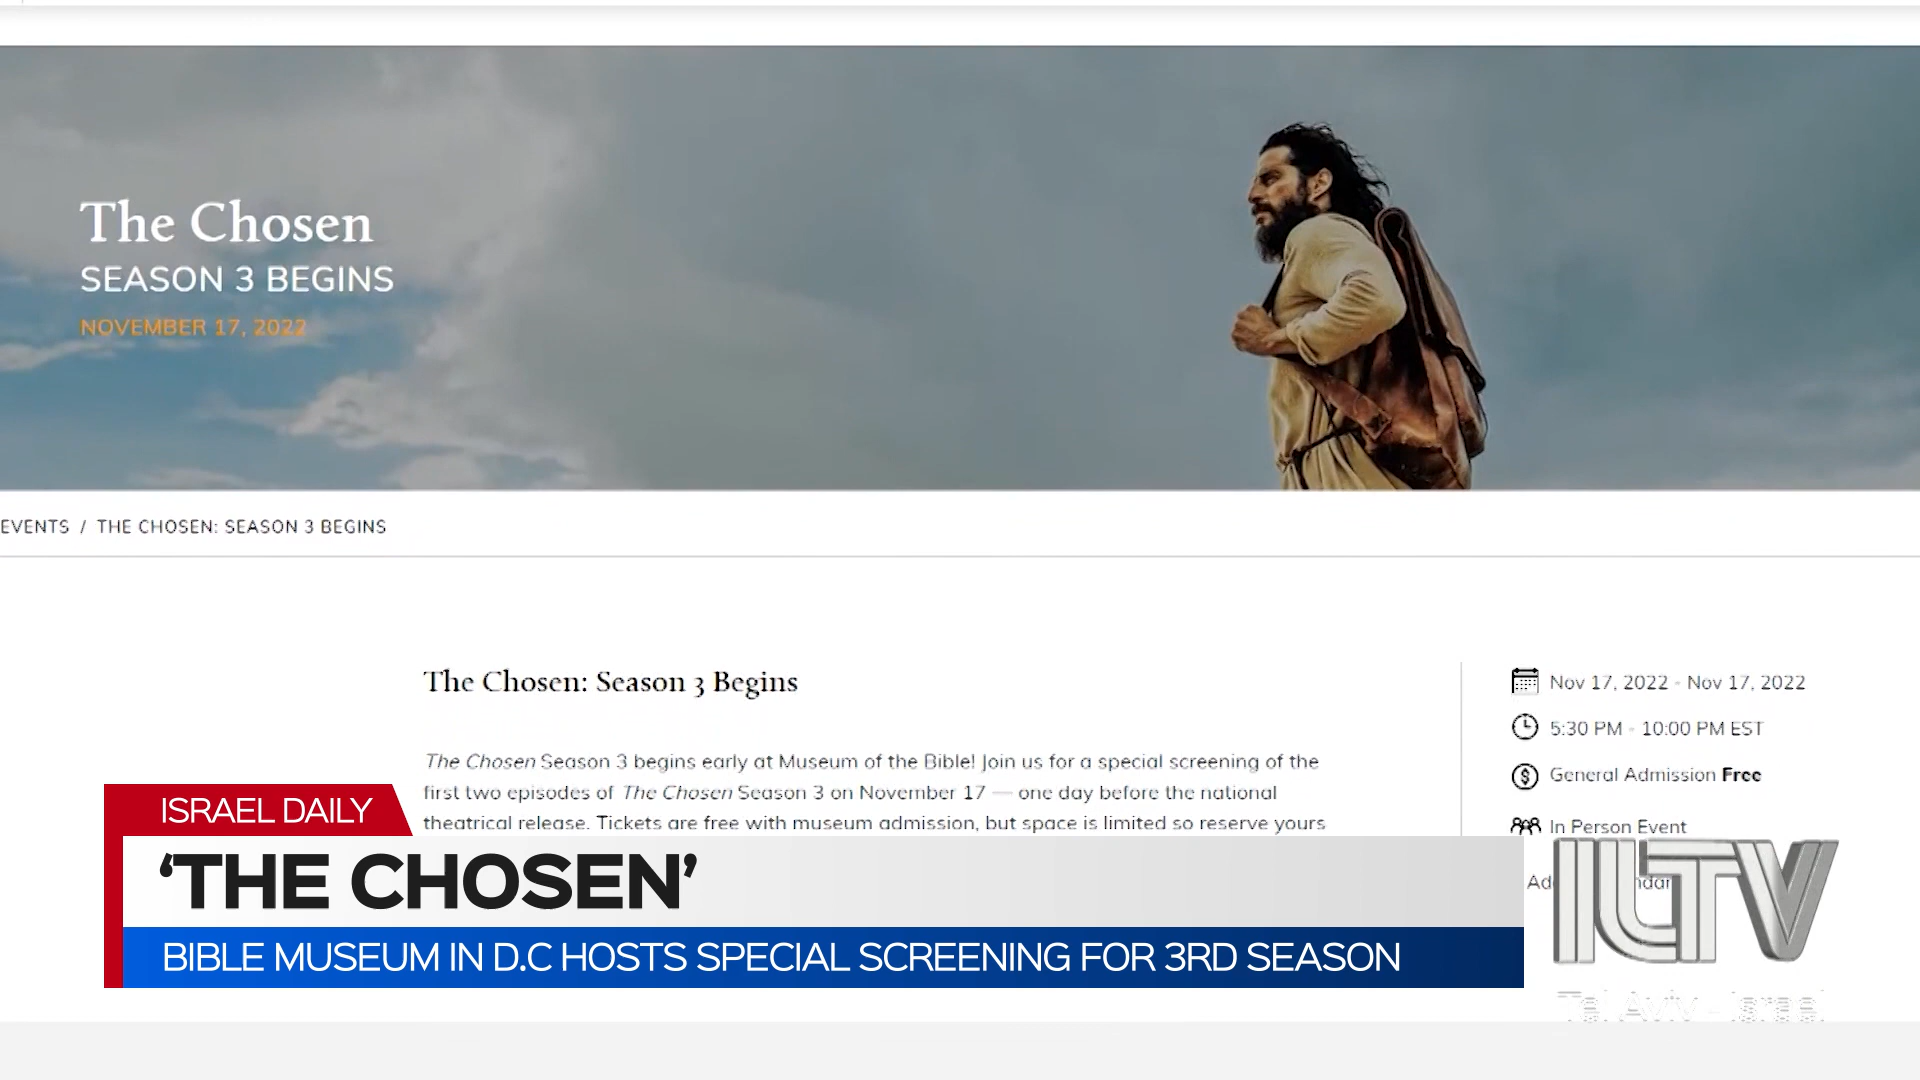 The Chosen
SEASON 3 BEGINS
NOVEMBER 17, 2022
EVENTS / THE CHOSEN: SEASON 3 BEGINS
The Chosen: Season 3 Begins
The Chosen Season 3 begins early at Museum of the Bible! Join us for a special screening of the
first two episodes of The Chosen Season 3 on November 17 — one day before the national
theatrical release. Tickets are free with museum admission, but space is limited so reserve yours
Nov 17, 2022 - Nov 17, 2022
5:30 PM - 10:00 PM EST
General Admission Free
In Person Event
ISRAEL DAILY
‘THE CHOSEN’
BIBLE MUSEUM IN D.C HOSTS SPECIAL SCREENING FOR 3RD SEASON
ILTV
Tel Aviv - Israel